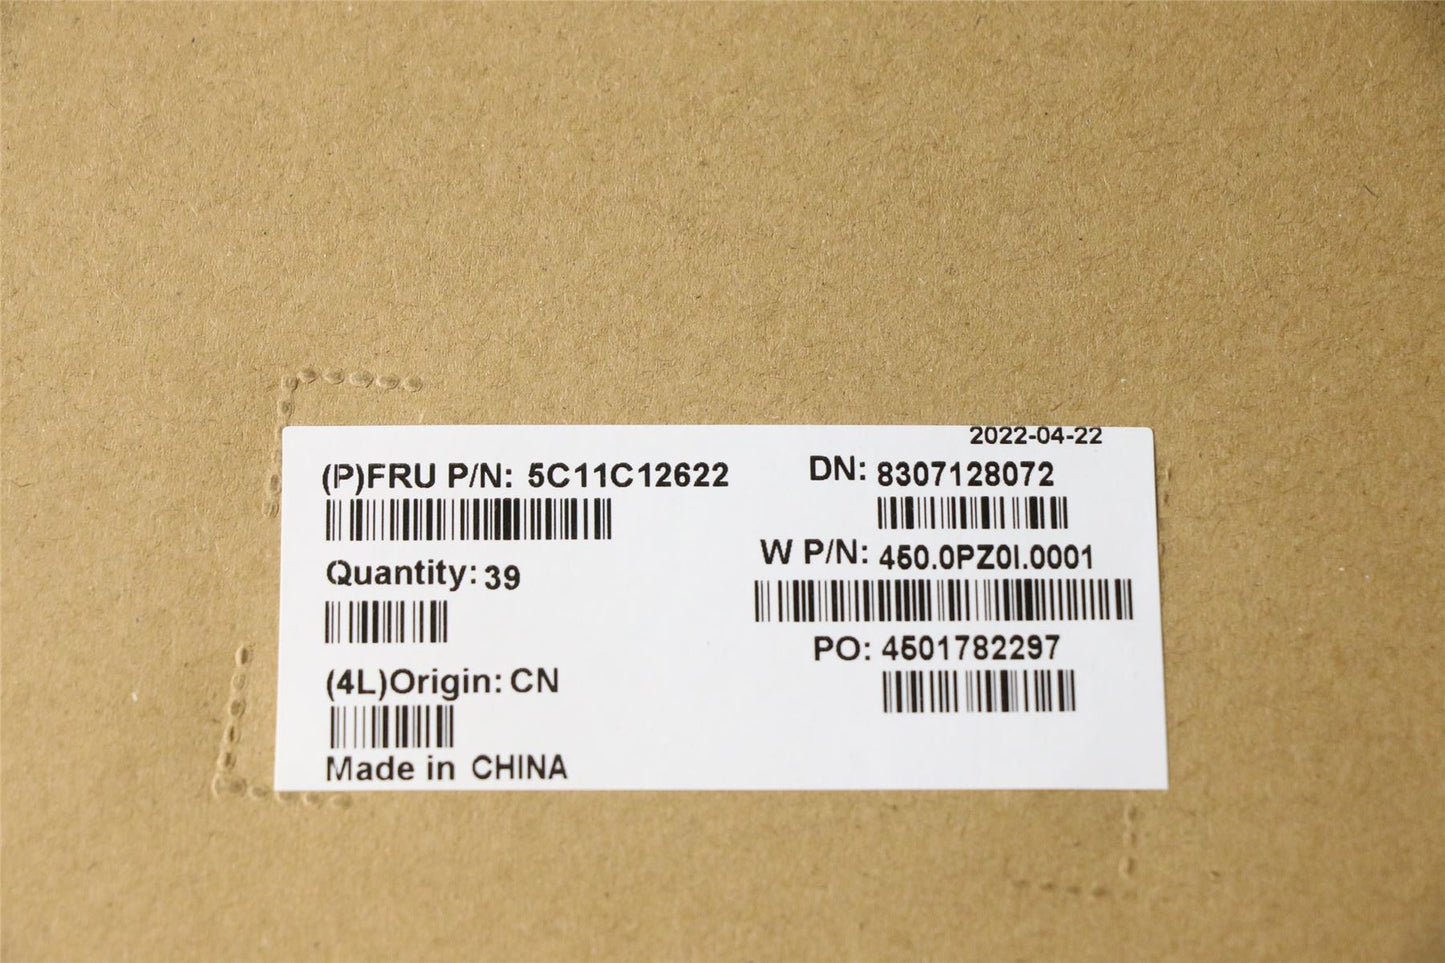 2022-04-22
(P)FRU P/N: 5C11C12622
DN: 8307128072
W P/N: 450.0PZ0I.0001
Quantity: 39
PO: 4501782297
(4L)Origin: CN
Made in CHINA